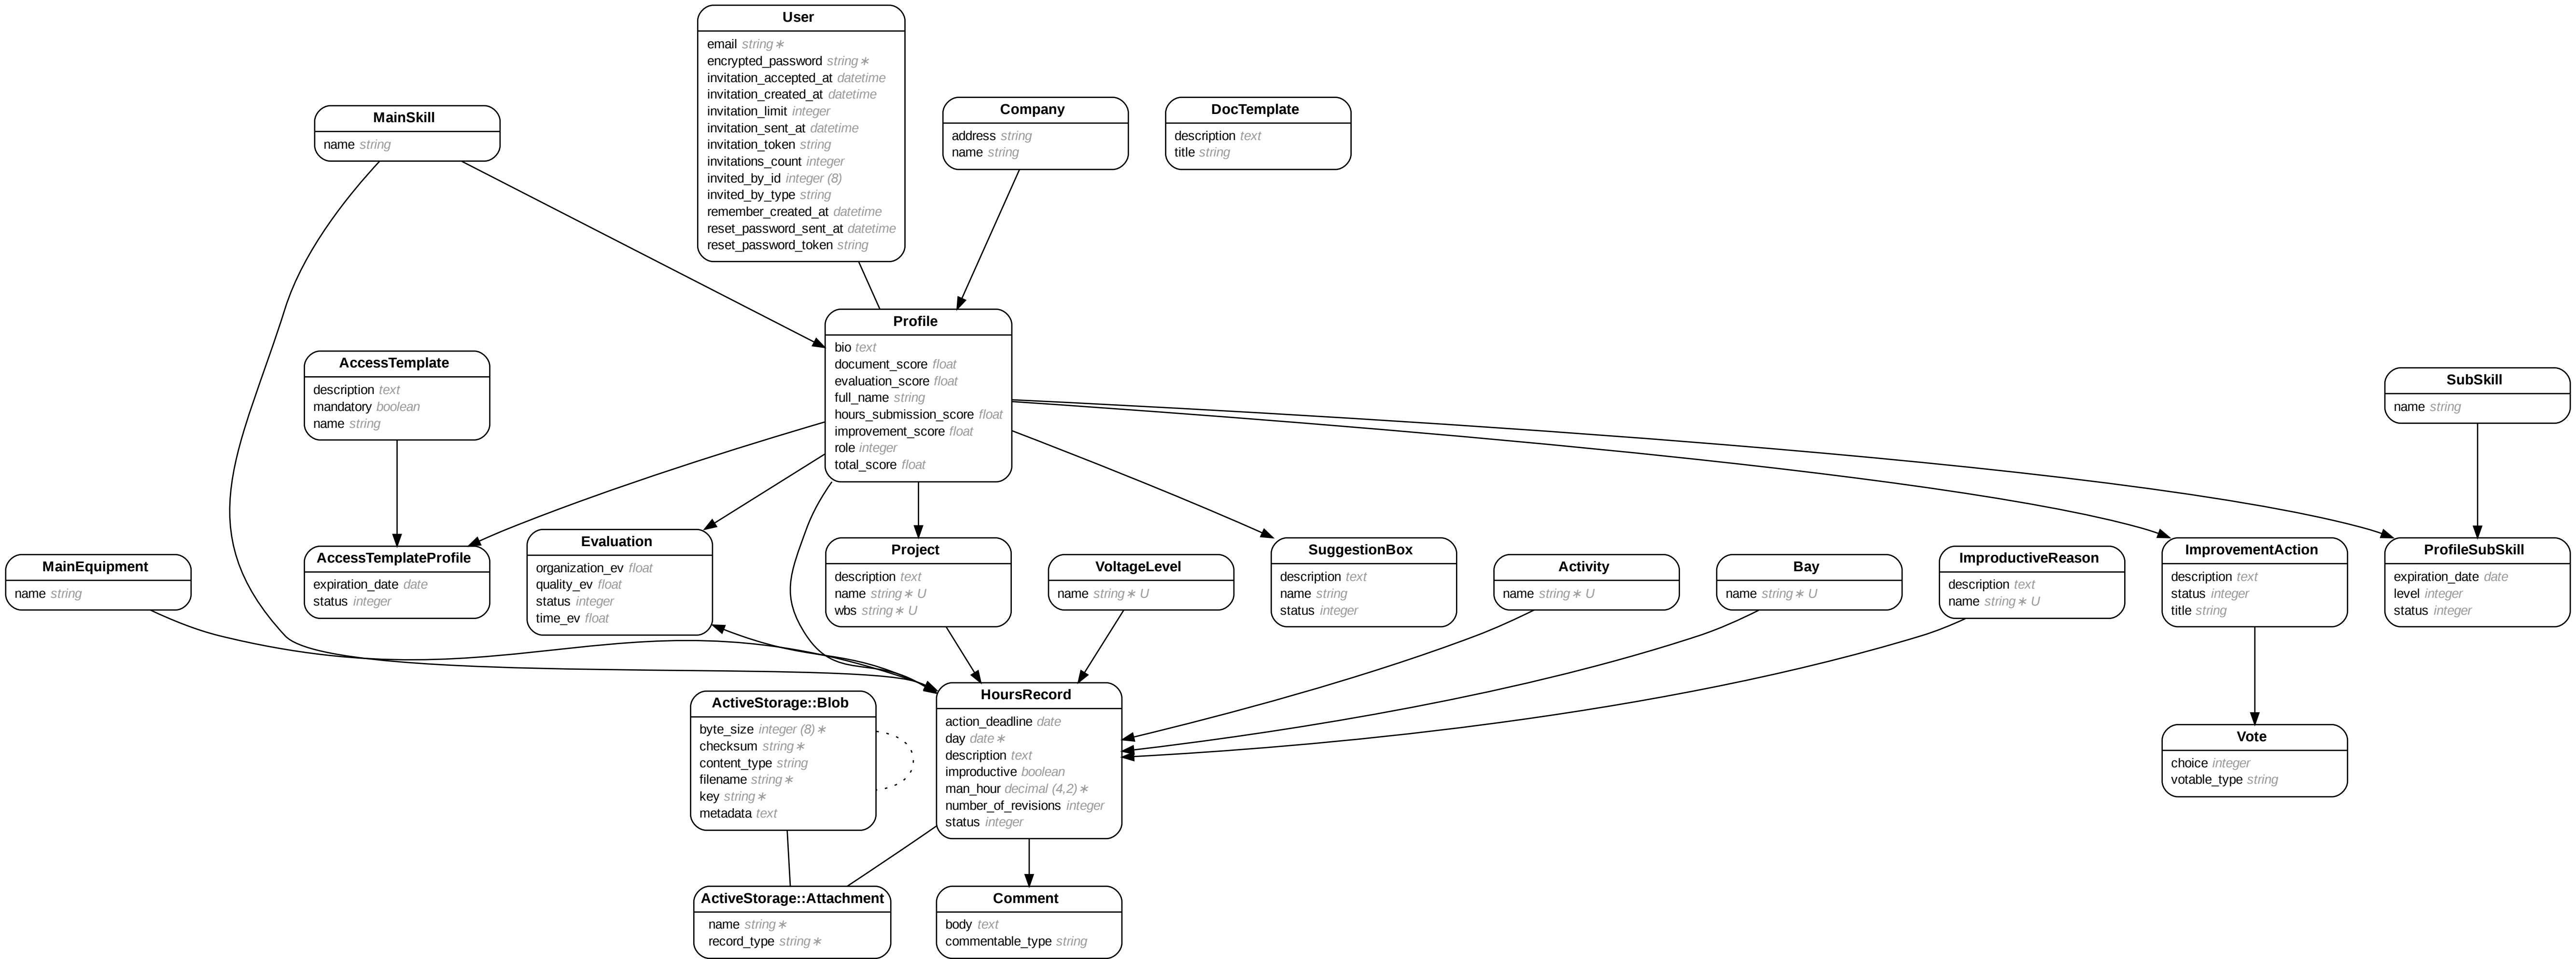 User
email string∗
encrypted_password string∗
invitation_accepted_at datetime
invitation_created_at datetime
invitation_limit integer
invitation_sent_at datetime
invitation_token string
invitations_count integer
invited_by_id integer (8)
invited_by_type string
remember_created_at datetime
reset_password_sent_at datetime
reset_password_token string
MainSkill
name string
Company
address string
name string
DocTemplate
description text
title string
Profile
bio text
document_score float
evaluation_score float
full_name string
hours_submission_score float
improvement_score float
role integer
total_score float
AccessTemplate
description text
mandatory boolean
name string
SubSkill
name string
MainEquipment
name string
AccessTemplateProfile
expiration_date date
status integer
Evaluation
organization_ev float
quality_ev float
status integer
time_ev float
Project
description text
name string∗ U
wbs string∗ U
VoltageLevel
name string∗ U
SuggestionBox
description text
name string
status integer
Activity
name string∗ U
Bay
name string∗ U
ImproductiveReason
description text
name string∗ U
ImprovementAction
description text
status integer
title string
ProfileSubSkill
expiration_date date
level integer
status integer
ActiveStorage::Blob
byte_size integer (8)∗
checksum string∗
content_type string
filename string∗
key string∗
metadata text
HoursRecord
action_deadline date
day date∗
description text
improductive boolean
man_hour decimal (4,2)∗
number_of_revisions integer
status integer
Vote
choice integer
votable_type string
ActiveStorage::Attachment
name string∗
record_type string∗
Comment
body text
commentable_type string